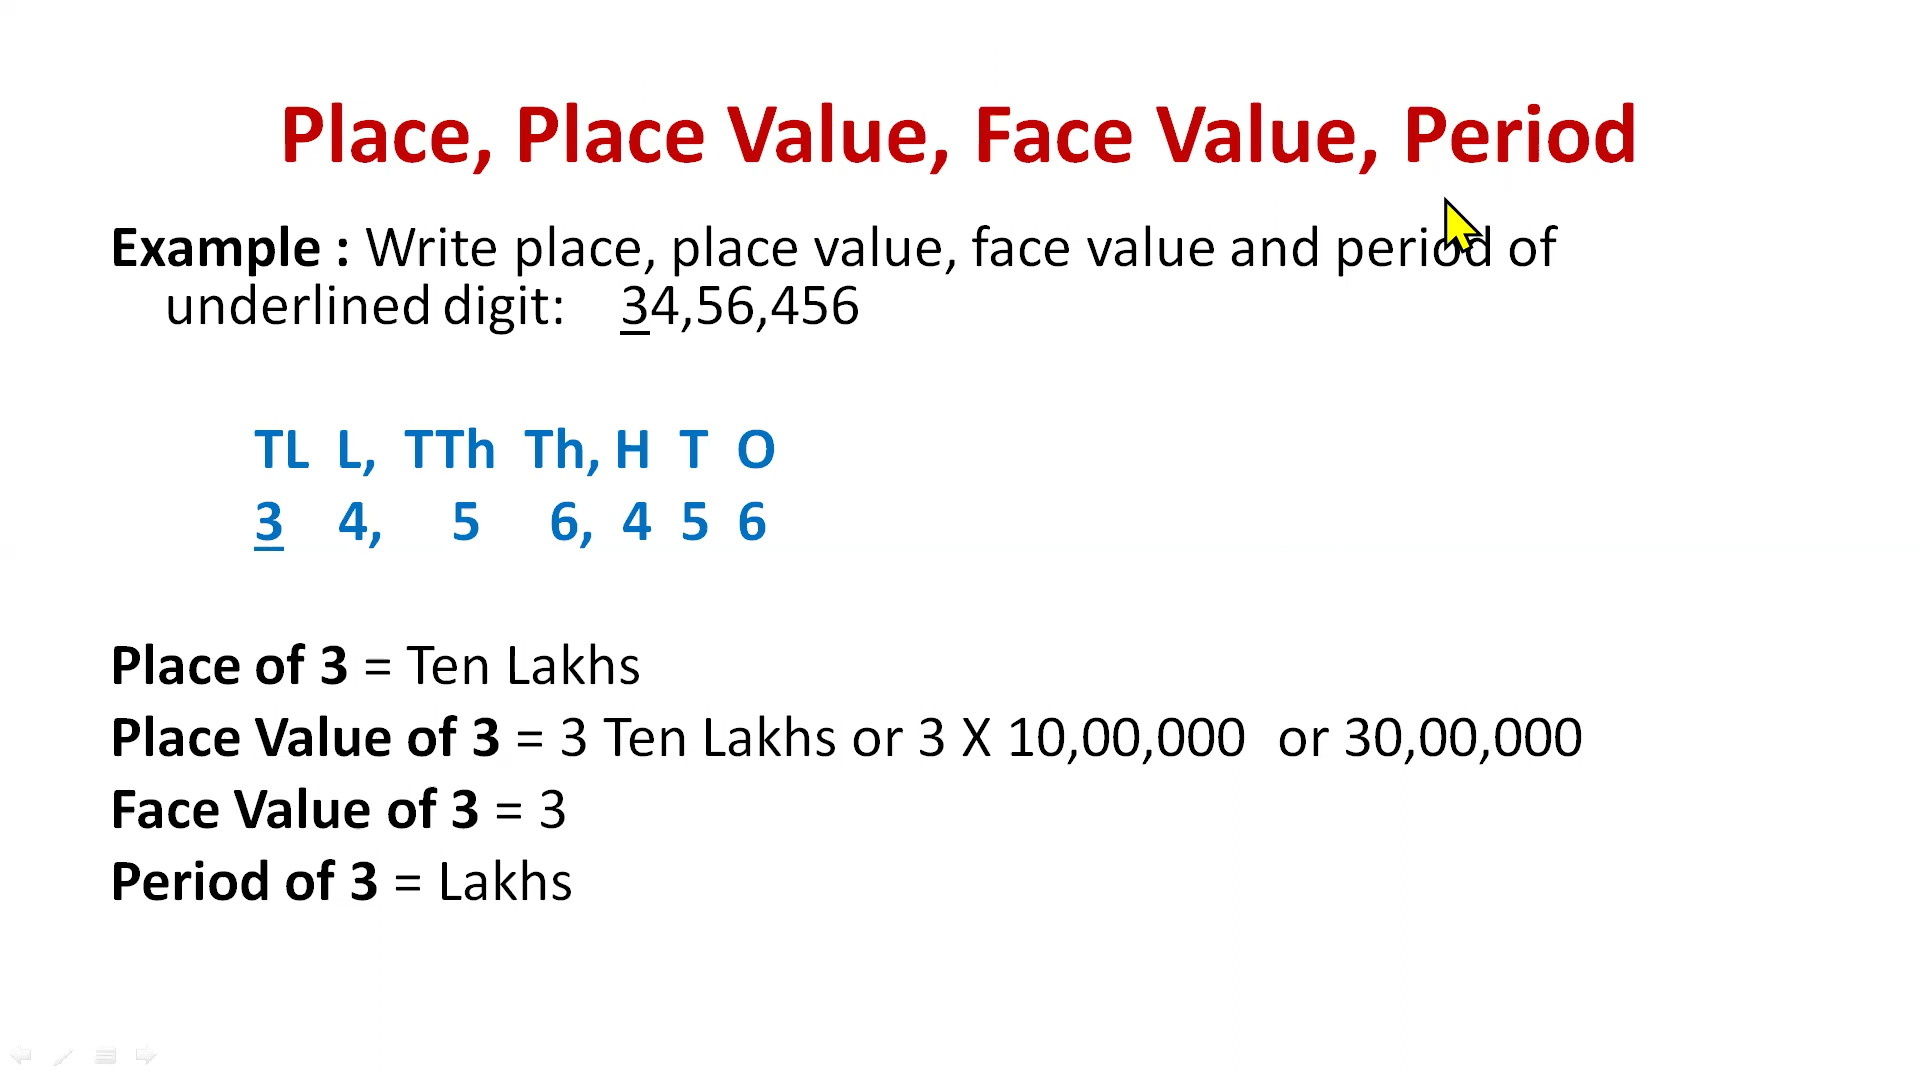 Place, Place Value, Face Value, Period
Example : Write place, place value, face value and period of
underlined digit: 34,56,456
TL L, TTh Th, H T O
3 4, 5 6, 4 5 6
Place of 3 = Ten Lakhs
Place Value of 3 = 3 Ten Lakhs or 3 X 10,00,000 or 30,00,000
Face Value of 3 = 3
Period of 3 = Lakhs